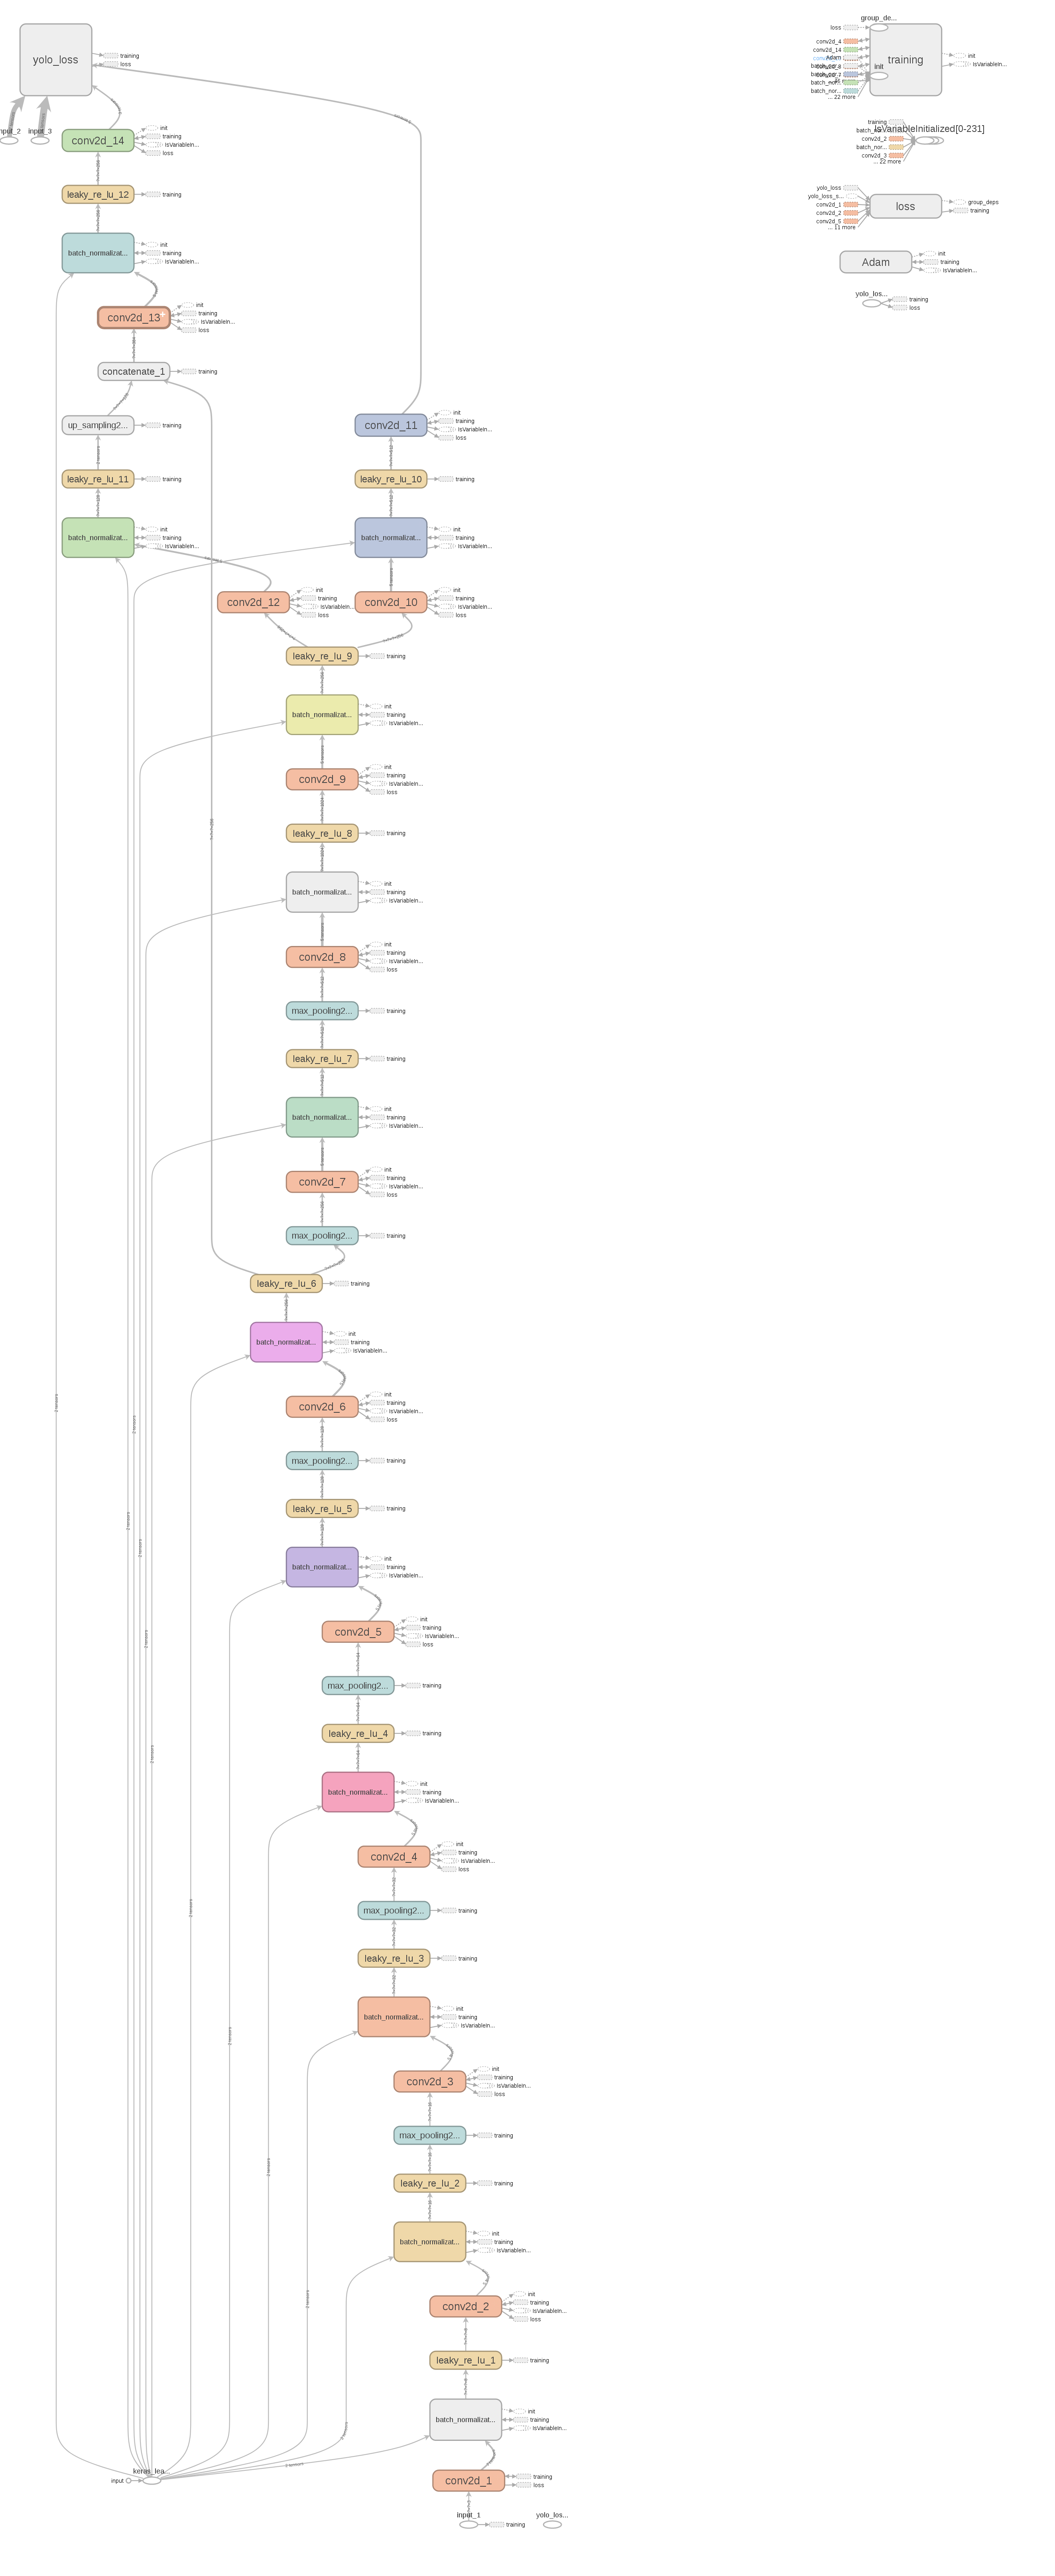 yolo_loss
training
loss
input_3
conv2d_14
init
training
IsVariableIn...
loss
leaky_re_lu_12
training
batch_normalizat...
init
training
IsVariableIn...
conv2d_13
init
training
IsVariableIn...
loss
concatenate_1
training
up_sampling2...
training
leaky_re_lu_11
training
batch_normalizat...
init
training
IsVariableIn...
conv2d_11
init
training
IsVariableIn...
loss
leaky_re_lu_10
training
batch_normalizat...
init
training
IsVariableIn...
conv2d_12
init
training
IsVariableIn...
loss
conv2d_10
init
training
IsVariableIn...
loss
leaky_re_lu_9
training
batch_normalizat...
init
training
IsVariableIn...
conv2d_9
init
training
IsVariableIn...
loss
leaky_re_lu_8
training
batch_normalizat...
init
training
IsVariableIn...
conv2d_8
init
training
IsVariableIn...
loss
max_pooling2...
training
leaky_re_lu_7
training
batch_normalizat...
init
training
IsVariableIn...
conv2d_7
init
training
IsVariableIn...
loss
max_pooling2...
training
leaky_re_lu_6
training
batch_normalizat...
init
training
IsVariableIn...
conv2d_6
init
training
IsVariableIn...
loss
max_pooling2...
training
leaky_re_lu_5
training
batch_normalizat...
init
training
IsVariableIn...
conv2d_5
init
training
IsVariableIn...
loss
max_pooling2...
training
leaky_re_lu_4
training
batch_normalizat...
init
training
IsVariableIn...
conv2d_4
init
training
IsVariableIn...
loss
max_pooling2...
training
leaky_re_lu_3
training
batch_normalizat...
init
training
IsVariableIn...
conv2d_3
init
training
IsVariableIn...
loss
max_pooling2...
training
leaky_re_lu_2
training
batch_normalizat...
init
training
IsVariableIn...
conv2d_2
init
training
IsVariableIn...
loss
leaky_re_lu_1
training
batch_normalizat...
init
training
IsVariableIn...
keras_lea...
input
conv2d_1
training
loss
input_1
training
yolo_los...
group_de...
loss
conv2d_4
conv2d_14
Adam
batch_nor...
batch_nor...
... 22 more
init
training
init
IsVariableIn...
IsVariableInitialized[0-231]
training
conv2d_2
batch_nor...
conv2d_3
... 22 more
yolo_loss
yolo_loss_s...
conv2d_1
conv2d_2
conv2d_5
... 11 more
loss
group_deps
training
Adam
init
training
IsVariableIn...
yolo_los...
training
loss